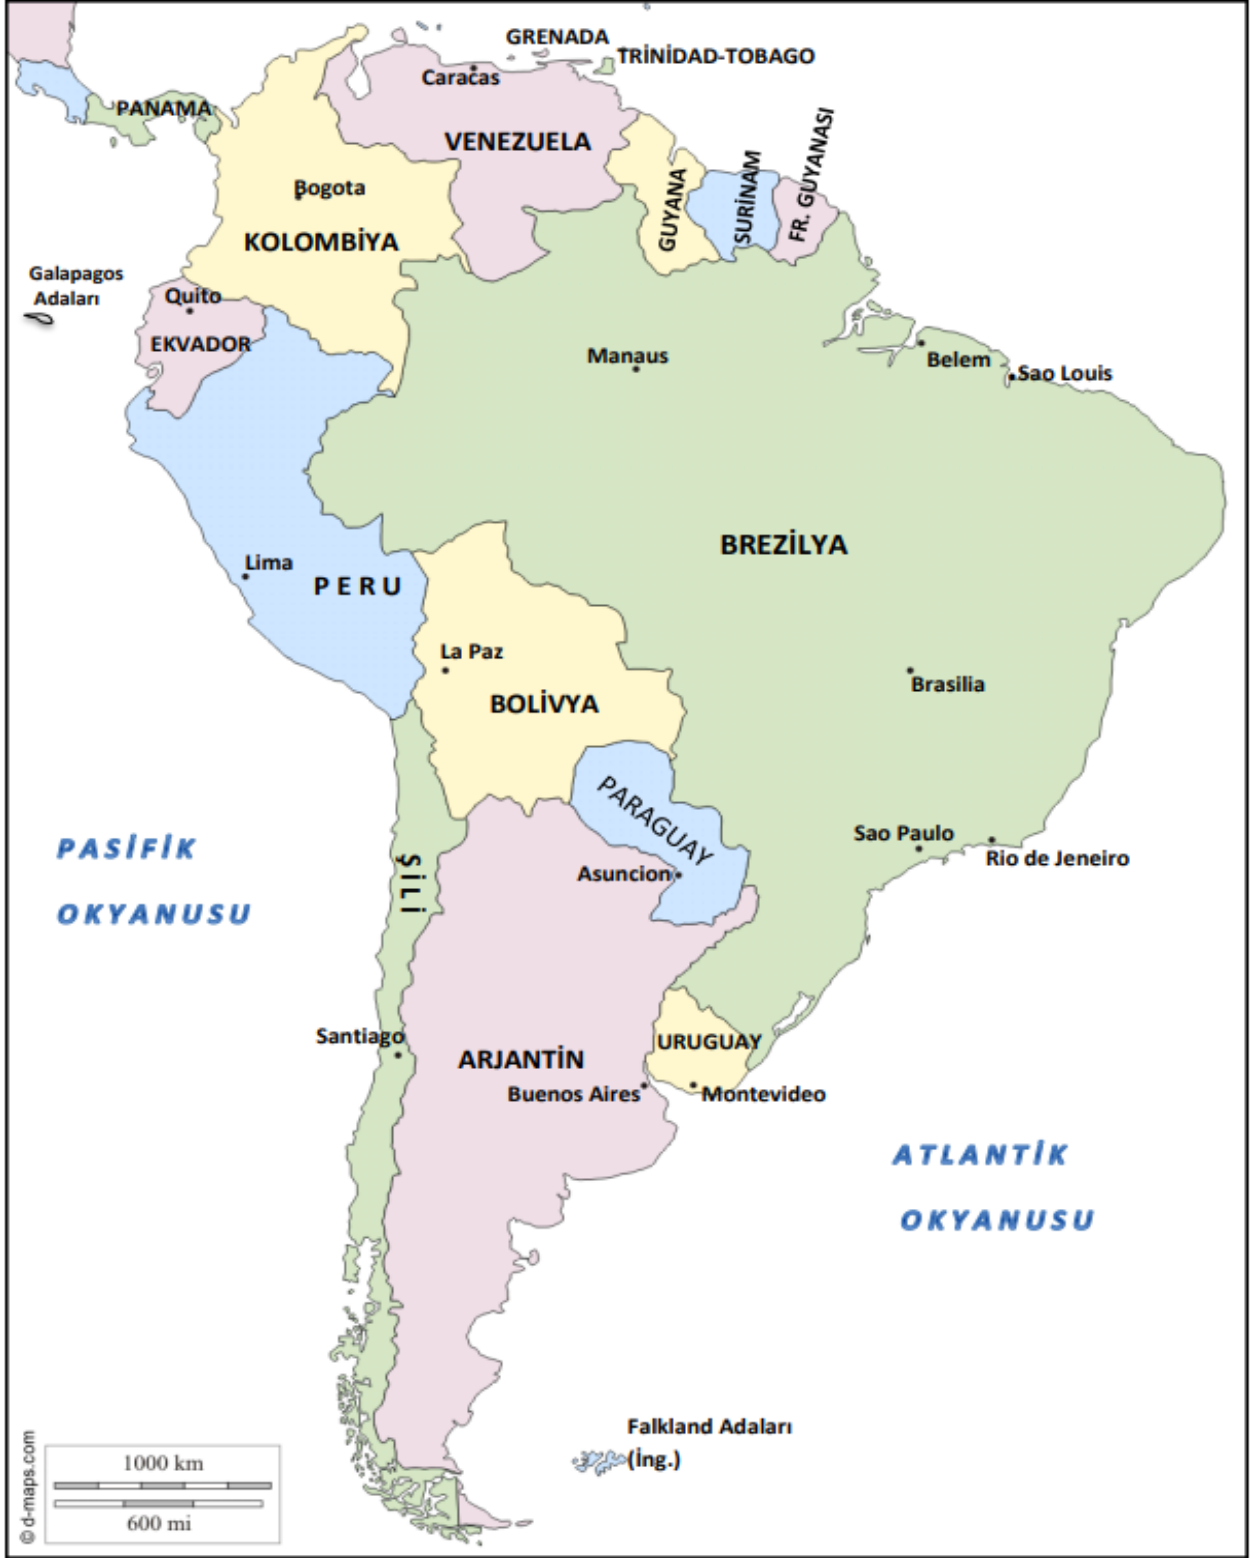 GRENADA
TRİNİDAD-TOBAGO
Caracas
PANAMA
VENEZUELA
GUYANA
SURİNAM
FR. GUYANASI
Bogota
KOLOMBİYA
Galapagos
Adaları
Quito
EKVADOR
Manaus
Belem
Sao Louis
BREZİLYA
Lima
PERU
La Paz
BOLİVYA
Brasilia
PARAGUAY
Asuncion
Sao Paulo
Rio de Jeneiro
PASİFİK
OKYANUSU
ŞİLİ
Santiago
ARJANTİN
URUGUAY
Buenos Aires
Montevideo
ATLANTİK
OKYANUSU
Falkland Adaları
(İng.)
1000 km
600 mi
© d-maps.com